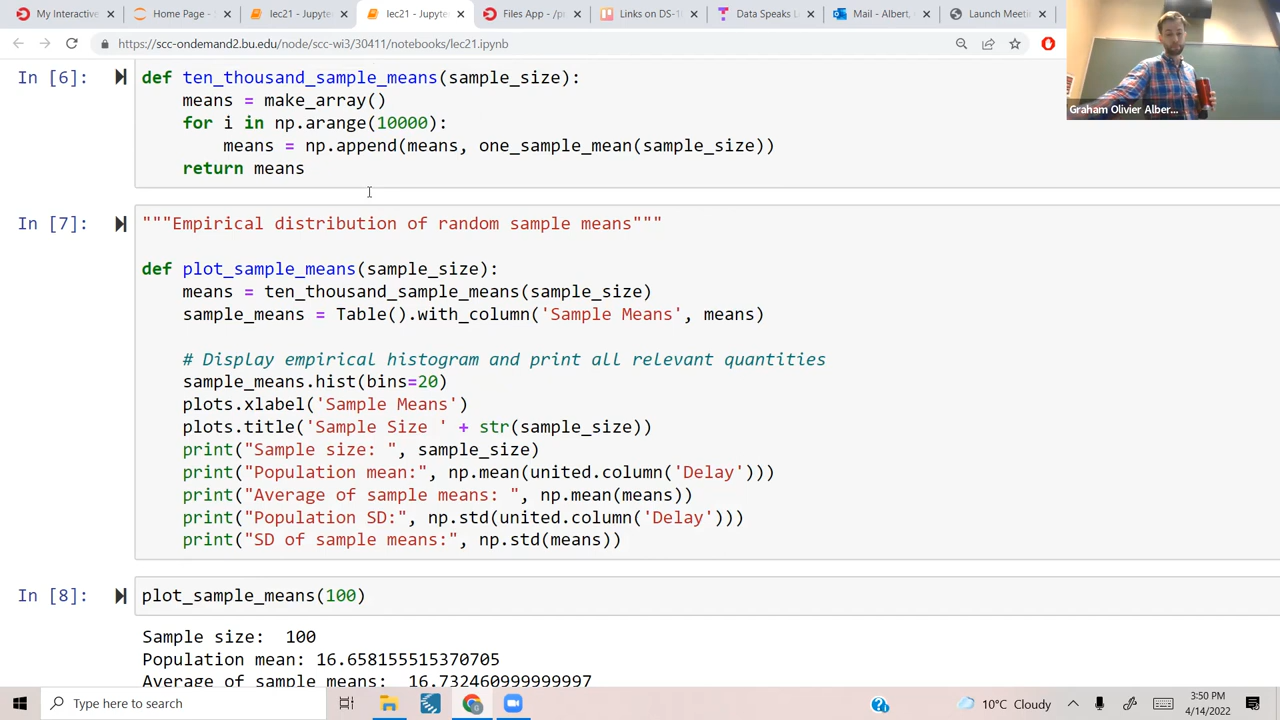 My Interactive
Home Page -
lec21 - Jupyte
lec21 - Jupyte
Files App - /p
Links on DS-1
Data Speaks L
Mail - Albert,
Launch Meeti
https://scc-ondemand2.bu.edu/node/scc-wi3/30411/notebooks/lec21.ipynb
Graham Olivier Alber...
In [6]:
def ten_thousand_sample_means(sample_size):
means = make_array()
for i in np.arange(10000):
means = np.append(means, one_sample_mean(sample_size))
return means
In [7]:
"""Empirical distribution of random sample means"""
def plot_sample_means(sample_size):
means = ten_thousand_sample_means(sample_size)
sample_means = Table().with_column('Sample Means', means)
# Display empirical histogram and print all relevant quantities
sample_means.hist(bins=20)
plots.xlabel('Sample Means')
plots.title('Sample Size ' + str(sample_size))
print("Sample size: ", sample_size)
print("Population mean:", np.mean(united.column('Delay')))
print("Average of sample means: ", np.mean(means))
print("Population SD:", np.std(united.column('Delay')))
print("SD of sample means:", np.std(means))
In [8]:
plot_sample_means(100)
Sample size:  100
Population mean: 16.658155515370705
Average of sample means:  16.732460999999997
Type here to search
10°C Cloudy
3:50 PM
4/14/2022